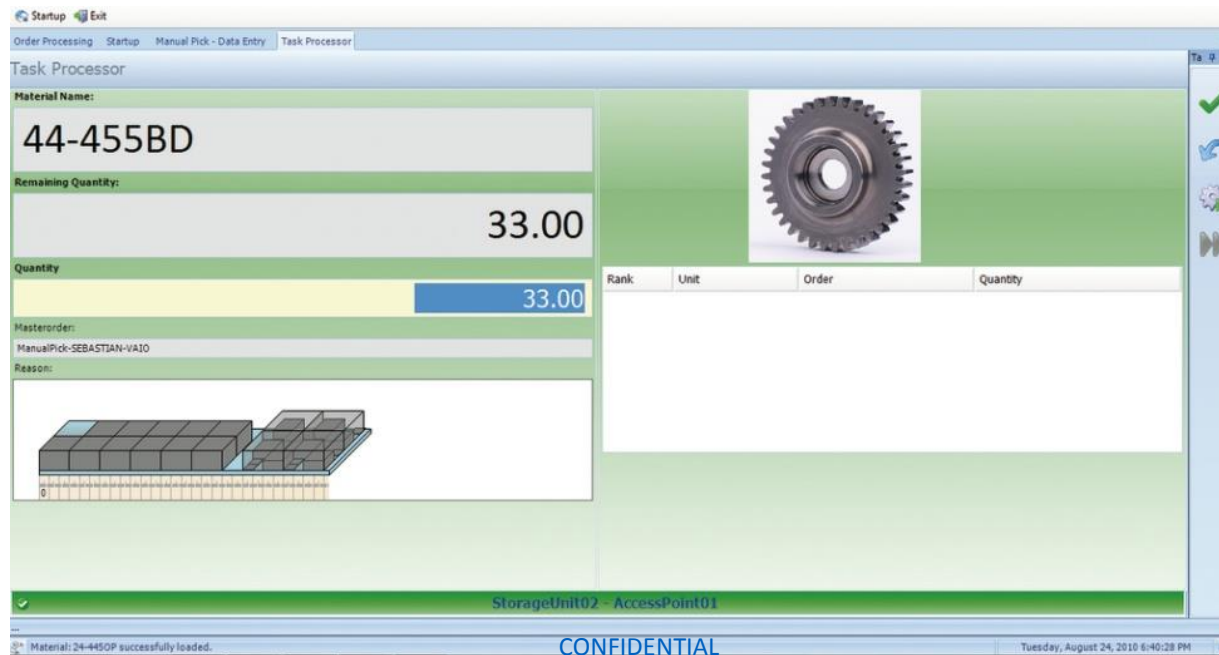 Startup Exit
Order Processing Startup Manual Pick - Data Entry Task Processor
Ta
Task Processor
Material Name:
44-455BD
Remaining Quantity:
33.00
Quantity
33.00
Rank Unit Order Quantity
Masterorder:
ManualPick-SEBASTIAN-VAIO
Reason:
0
StorageUnit02 - AccessPoint01
...
Material: 24-445OP successfully loaded.
CONFIDENTIAL
Tuesday, August 24, 2010 6:40:28 PM